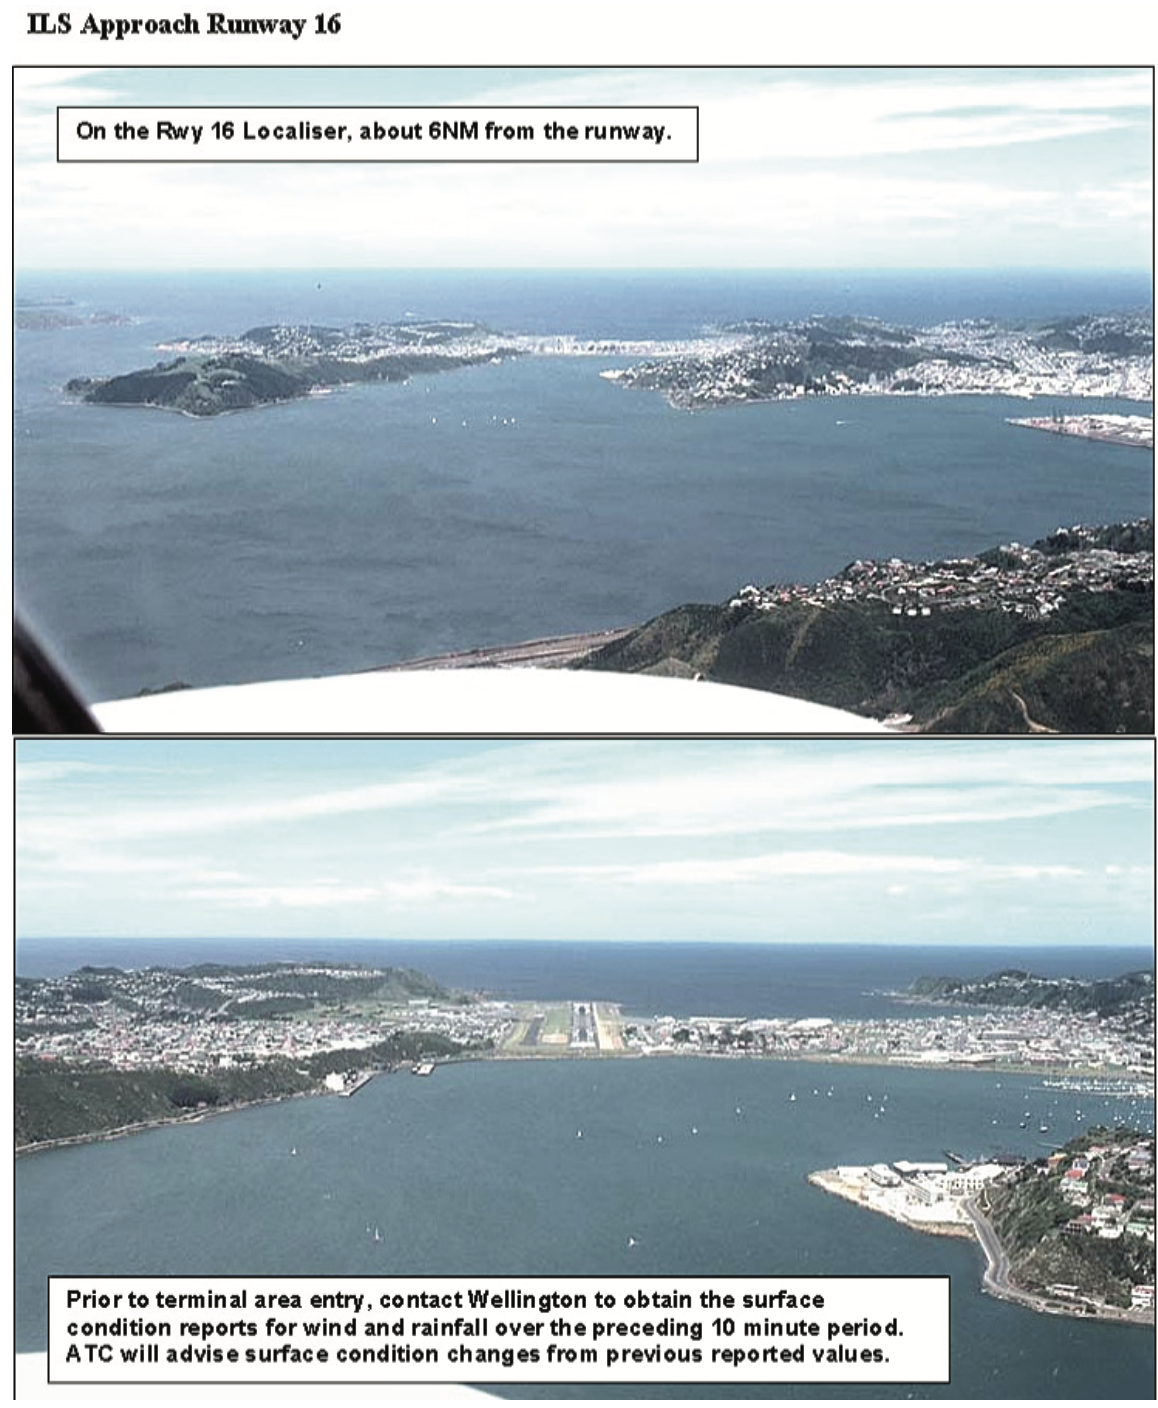 ILS Approach Runway 16
On the Rwy 16 Localiser, about 6NM from the runway.
Prior to terminal area entry, contact Wellington to obtain the surface
condition reports for wind and rainfall over the preceding 10 minute period.
ATC will advise surface condition changes from previous reported values.